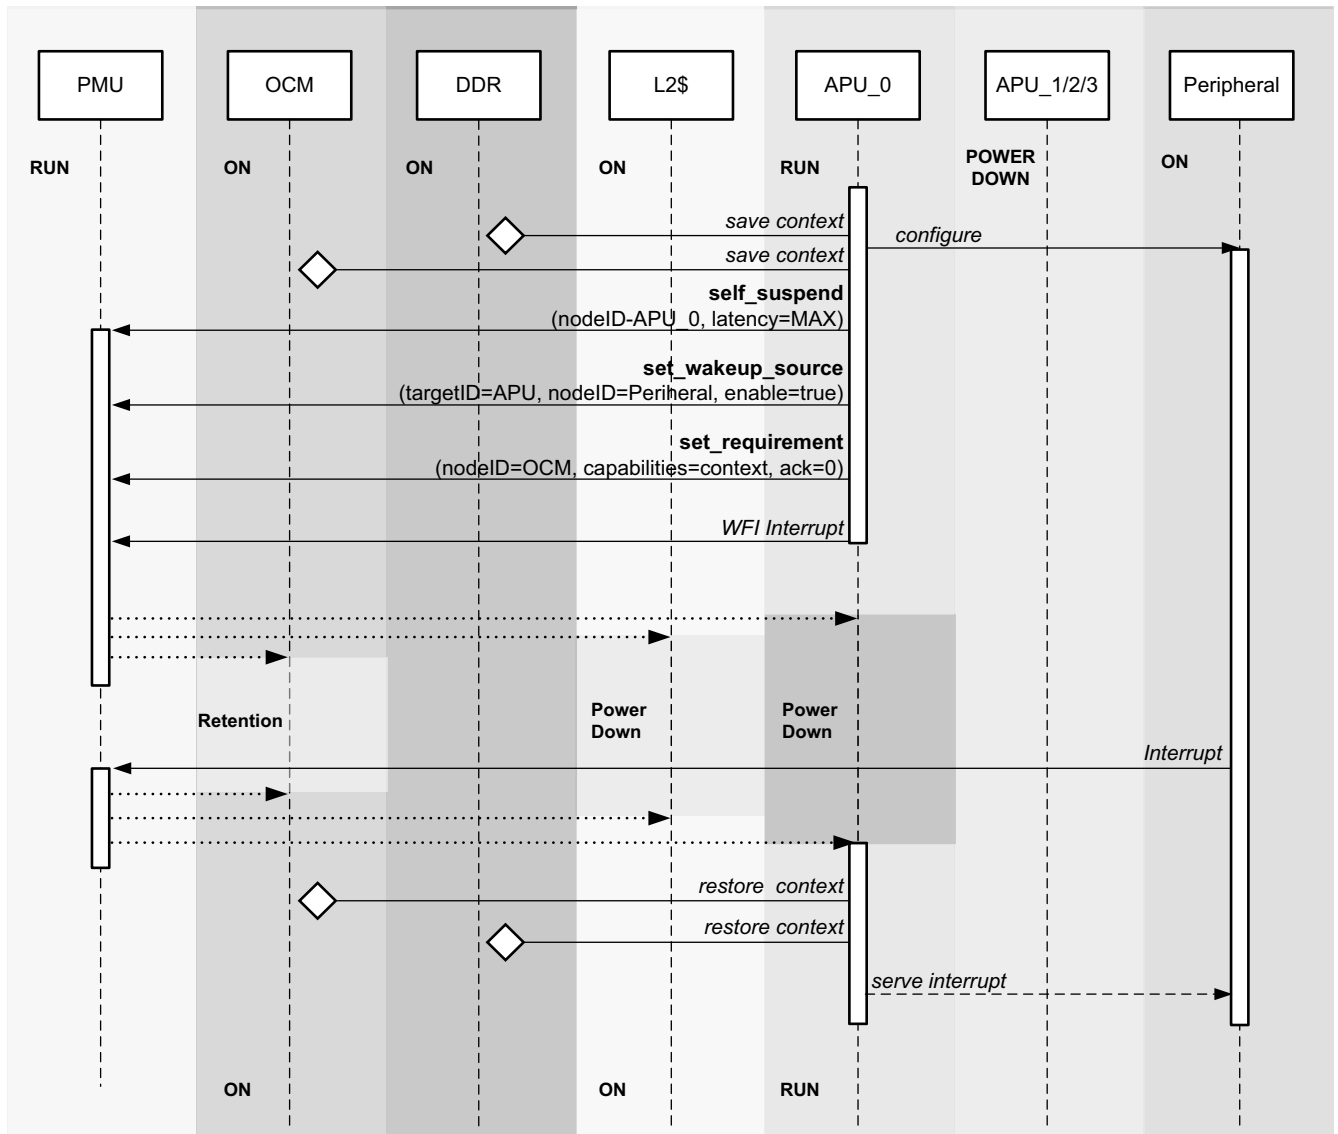 PMU
OCM
DDR
L2$
APU_0
APU_1/2/3
Peripheral
RUN
ON
ON
ON
RUN
POWER
DOWN
ON
save context
configure
save context
self_suspend
(nodeID-APU_0, latency=MAX)
set_wakeup_source
(targetID=APU, nodeID=Periheral, enable=true)
set_requirement
(nodeID=OCM, capabilities=context, ack=0)
WFI Interrupt
Retention
Power
Down
Power
Down
Interrupt
restore context
restore context
serve interrupt
ON
ON
RUN